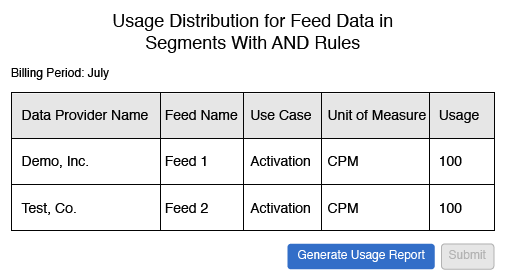 Usage Distribution for Feed Data in
Segments With AND Rules
Billing Period: July
Data Provider Name Feed Name Use Case Unit of Measure Usage
Demo, Inc. Feed 1 Activation CPM 100
Test, Co. Feed 2 Activation CPM 100
Generate Usage Report Submit